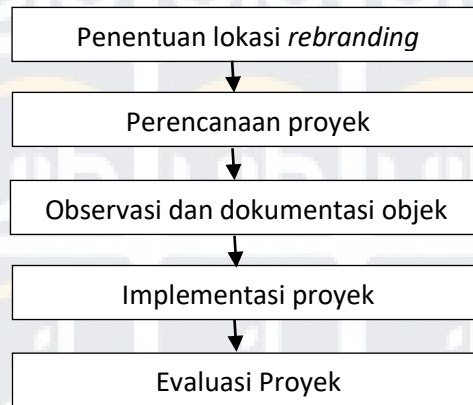 Penentuan lokasi rebranding
Perencanaan proyek
Observasi dan dokumentasi objek
Implementasi proyek
Evaluasi Proyek